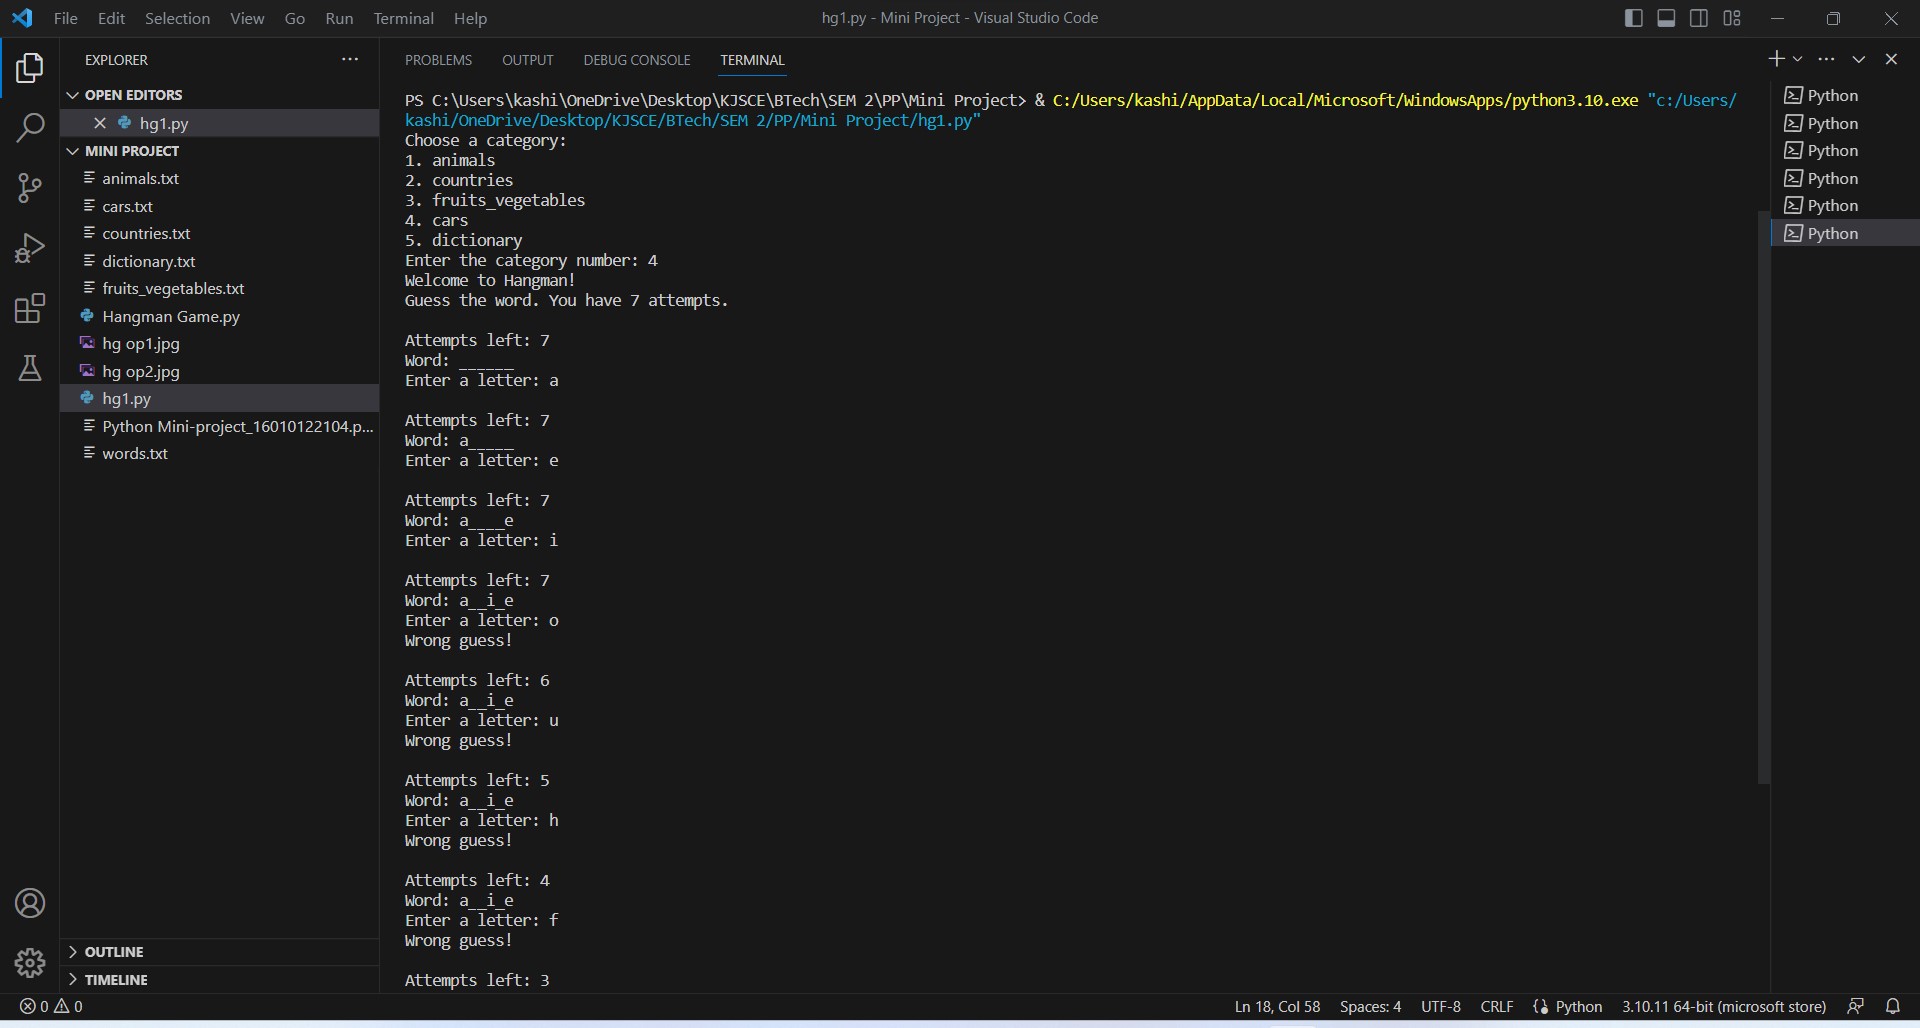 File Edit Selection View Go Run Terminal Help
hg1.py - Mini Project - Visual Studio Code
EXPLORER
OPEN EDITORS
hg1.py
MINI PROJECT
animals.txt
cars.txt
countries.txt
dictionary.txt
fruits_vegetables.txt
Hangman Game.py
hg op1.jpg
hg op2.jpg
hg1.py
Python Mini-project_16010122104.p...
words.txt
OUTLINE
TIMELINE
PROBLEMS OUTPUT DEBUG CONSOLE TERMINAL
PS C:\Users\kashi\OneDrive\Desktop\KJSCE\BTech\SEM 2\PP\Mini Project> & C:/Users/kashi/AppData/Local/Microsoft/WindowsApps/python3.10.exe "c:/Users/
kashi/OneDrive/Desktop/KJSCE/BTech/SEM 2/PP/Mini Project/hg1.py"
Choose a category:
1. animals
2. countries
3. fruits_vegetables
4. cars
5. dictionary
Enter the category number: 4
Welcome to Hangman!
Guess the word. You have 7 attempts.
Attempts left: 7
Word: ______
Enter a letter: a
Attempts left: 7
Word: a_____
Enter a letter: e
Attempts left: 7
Word: a____e
Enter a letter: i
Attempts left: 7
Word: a__i_e
Enter a letter: o
Wrong guess!
Attempts left: 6
Word: a__i_e
Enter a letter: u
Wrong guess!
Attempts left: 5
Word: a__i_e
Enter a letter: h
Wrong guess!
Attempts left: 4
Word: a__i_e
Enter a letter: f
Wrong guess!
Attempts left: 3
Python
Python
Python
Python
Python
Python
0 0
Ln 18, Col 58 Spaces: 4 UTF-8 CRLF Python 3.10.11 64-bit (microsoft store)